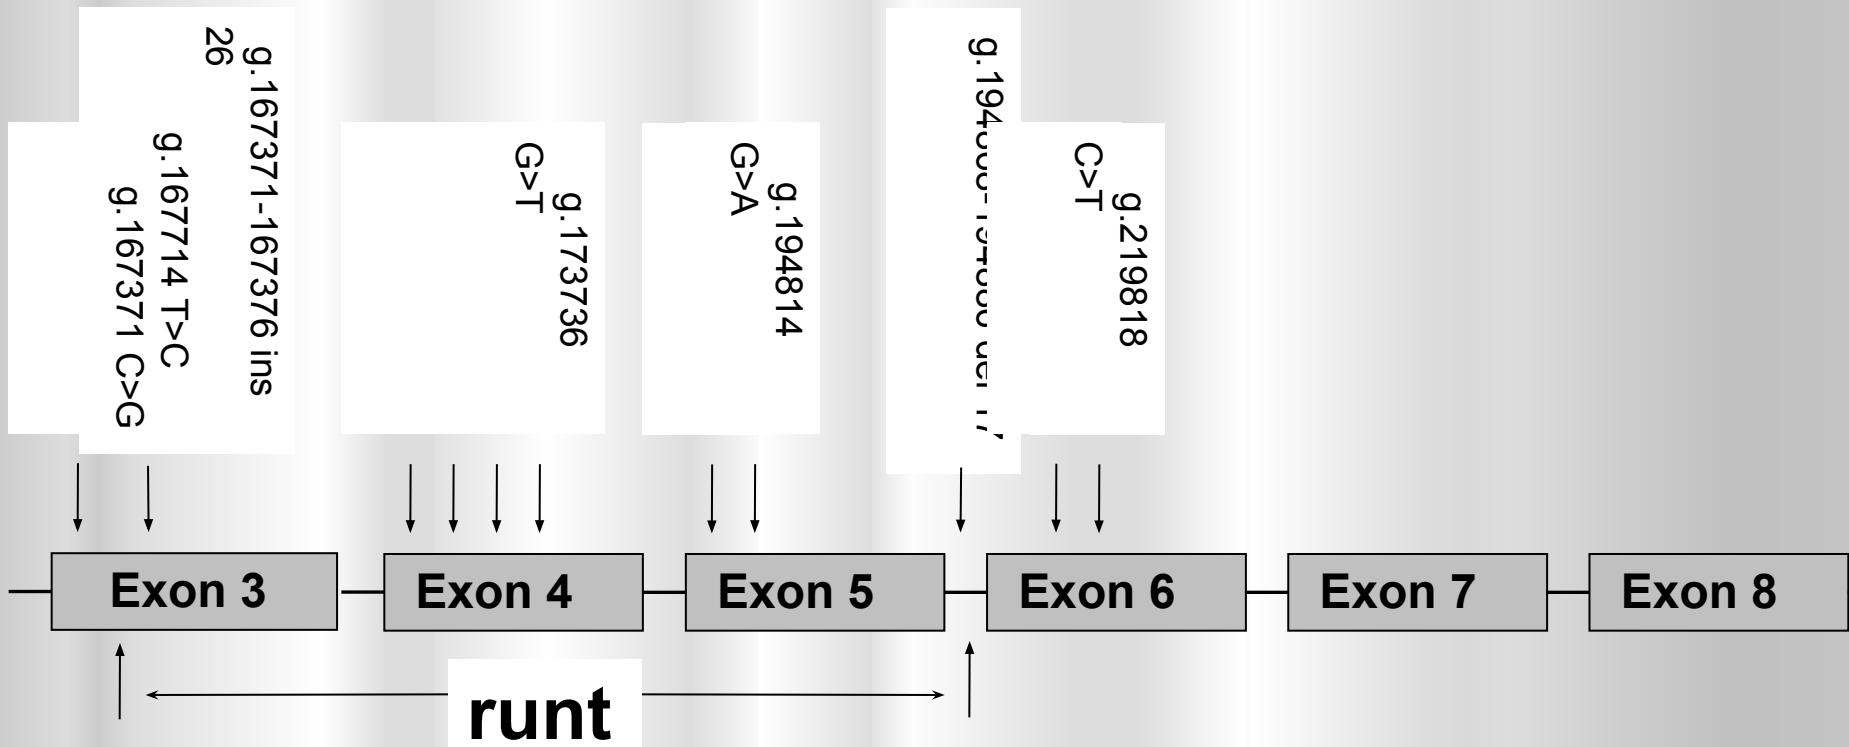 g.167371-167376 ins
26
g.167714 T>C
g.167371 C>G
g.173736
G>T
g.194814
G>A
g.219818
C>T
Exon 3
Exon 4
Exon 5
Exon 6
Exon 7
Exon 8
runt